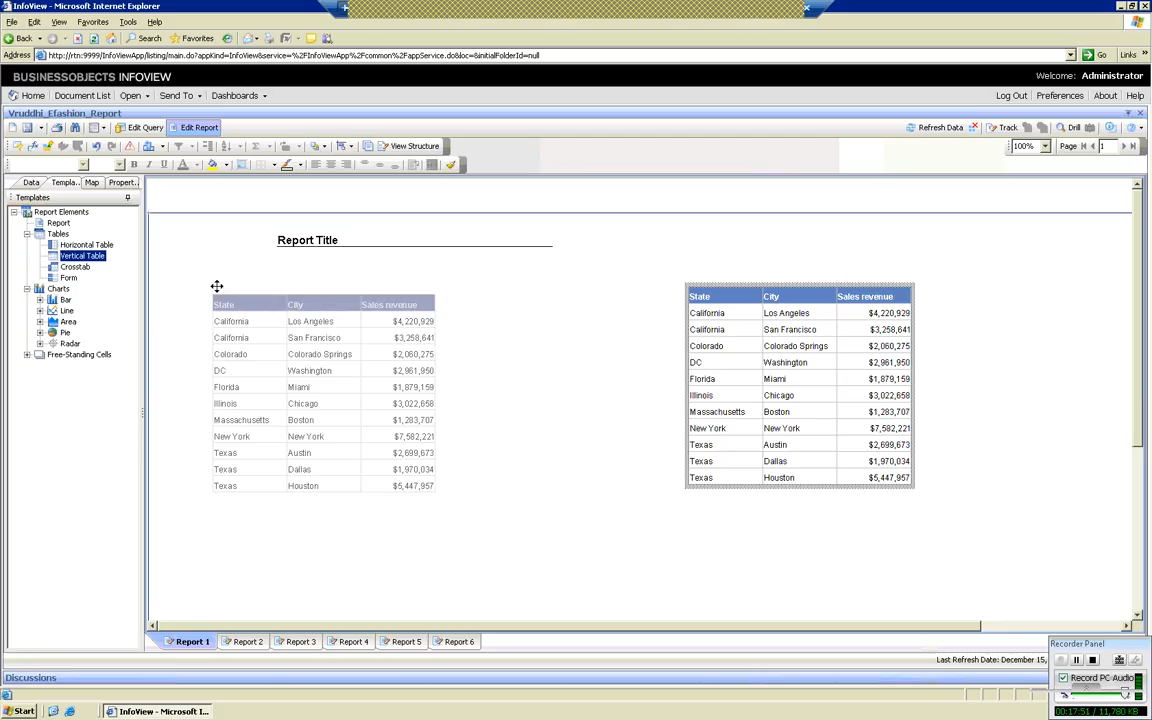 InfoView - Microsoft Internet Explorer
File Edit View Favorites Tools Help
Back Search Favorites
Address http://rtn:9999/InfoViewApp/listing/main.do?appKind=InfoView&service=%2FInfoViewApp%2Fcommon%2FappService.do&loc=&initialFolderId=null Go Links »
BUSINESSOBJECTS INFOVIEW Welcome: Administrator
Home Document List Open Send To Dashboards Log Out Preferences About Help
Vruddhi_Efashion_Report
Edit Query Edit Report Refresh Data Track Drill
View Structure 100% Page 1
Data Templa.. Map Propert..
Templates
Report Elements
Report
Tables
Horizontal Table
Vertical Table
Crosstab
Form
Charts
Bar
Line
Area
Pie
Radar
Free-Standing Cells
Report Title
State City Sales revenue
California Los Angeles $4,220,929
California San Francisco $3,258,641
Colorado Colorado Springs $2,060,275
DC Washington $2,961,950
Florida Miami $1,879,159
Illinois Chicago $3,022,658
Massachusetts Boston $1,283,707
New York New York $7,582,221
Texas Austin $2,699,673
Texas Dallas $1,970,034
Texas Houston $5,447,957
State City Sales revenue
California Los Angeles $4,220,929
California San Francisco $3,258,641
Colorado Colorado Springs $2,060,275
DC Washington $2,961,950
Florida Miami $1,879,159
Illinois Chicago $3,022,658
Massachusetts Boston $1,283,707
New York New York $7,582,221
Texas Austin $2,699,673
Texas Dallas $1,970,034
Texas Houston $5,447,957
Report 1 Report 2 Report 3 Report 4 Report 5 Report 6
Last Refresh Date: December 15,
Discussions
Recorder Panel
Record PC Audio
00:17:51 / 11,780 KB
Start InfoView - Microsoft I...